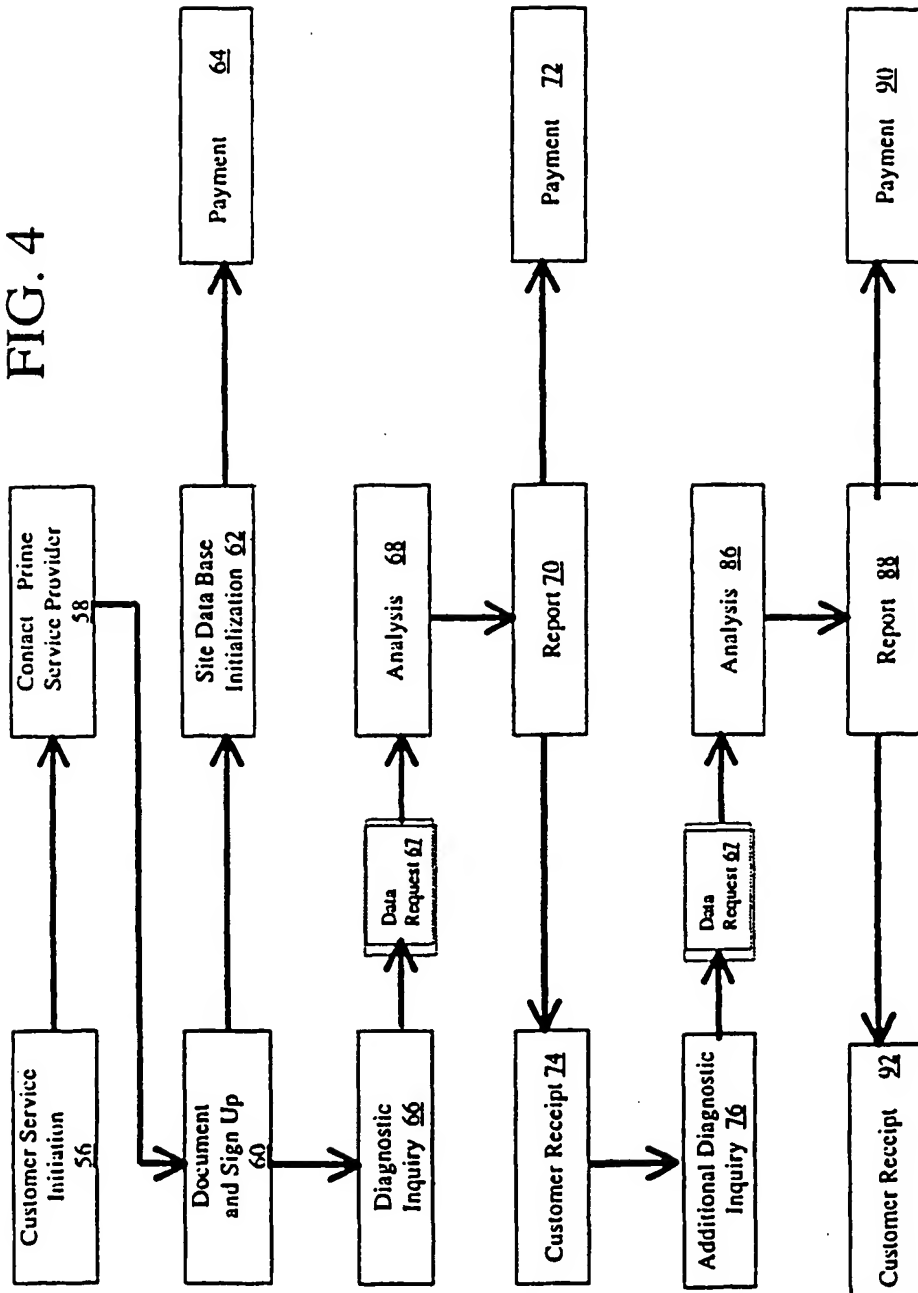 FIG. 4
Customer Service
Initiation
56
Contact Prime
Service Provider
58
Document
and Sign Up
60
Site Data Base
Initialization 62
Payment 64
Diagnostic
Inquiry 66
Data
Request 67
Analysis 68
Report 70
Payment 72
Customer Receipt 74
Additional Diagnostic
Inquiry 76
Data
Request 67
Analysis 86
Report 88
Payment 90
Customer Receipt 92